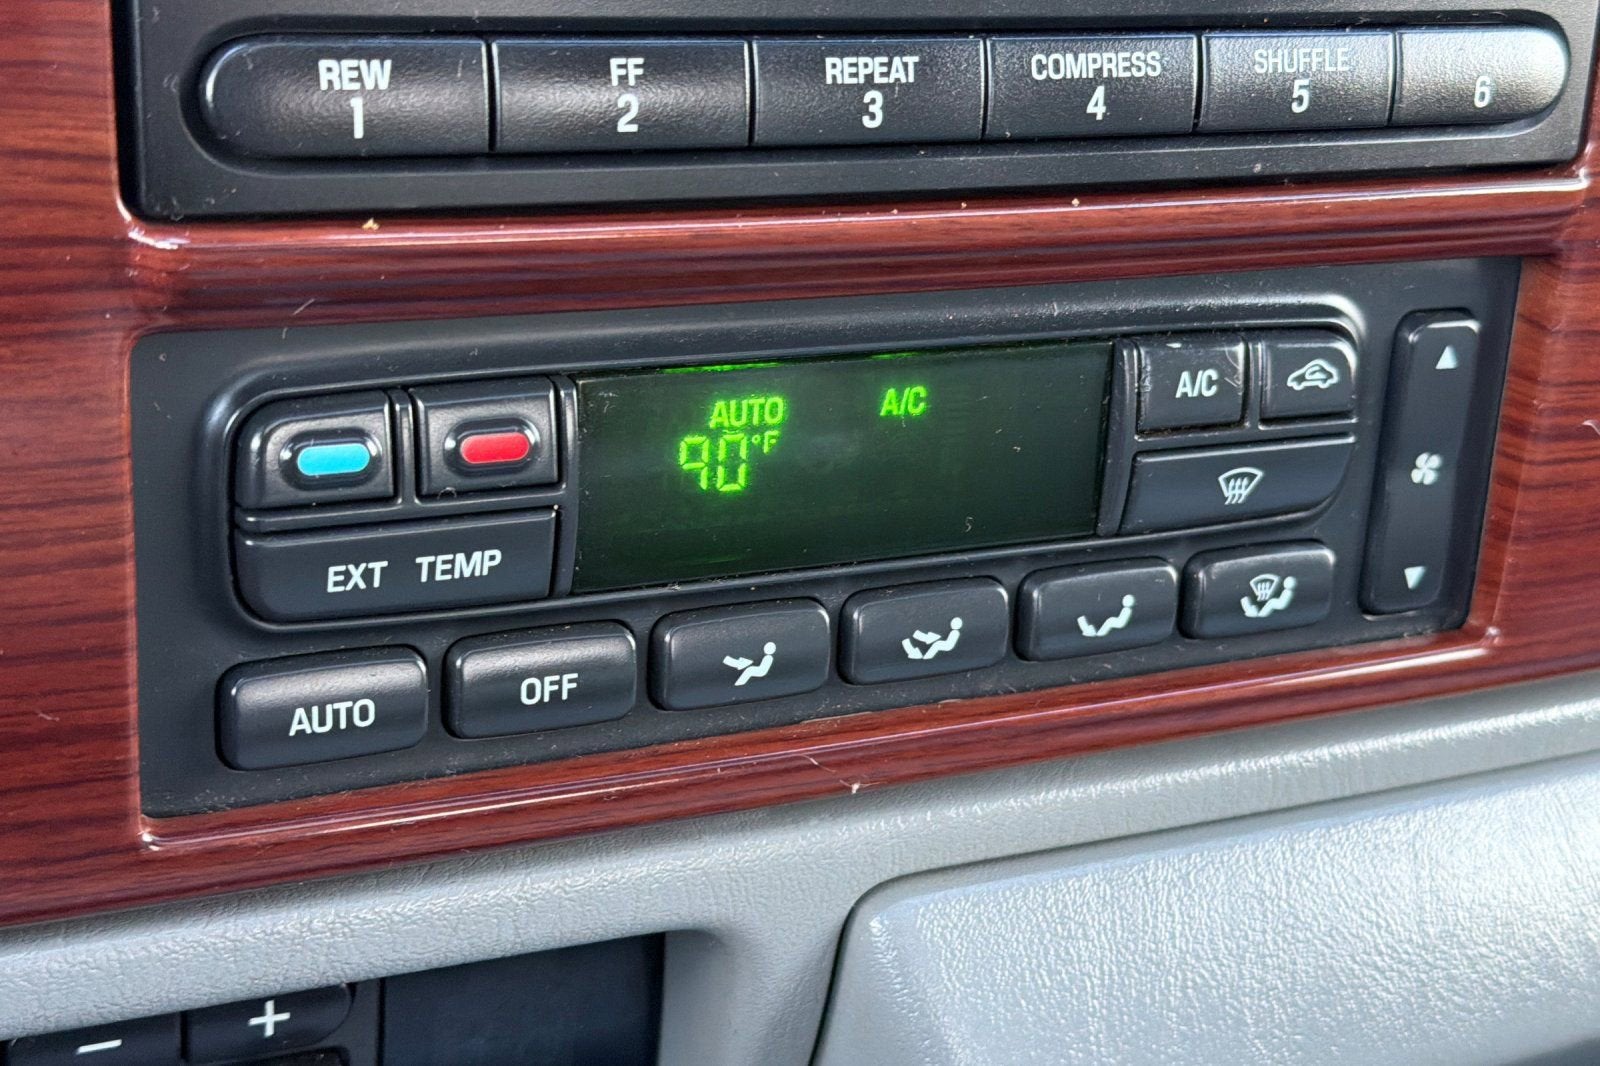 REW FF REPEAT COMPRESS SHUFFLE
1 2 3 4 5 6
AUTO A/C
90°F
A/C
EXT TEMP
AUTO OFF
- +